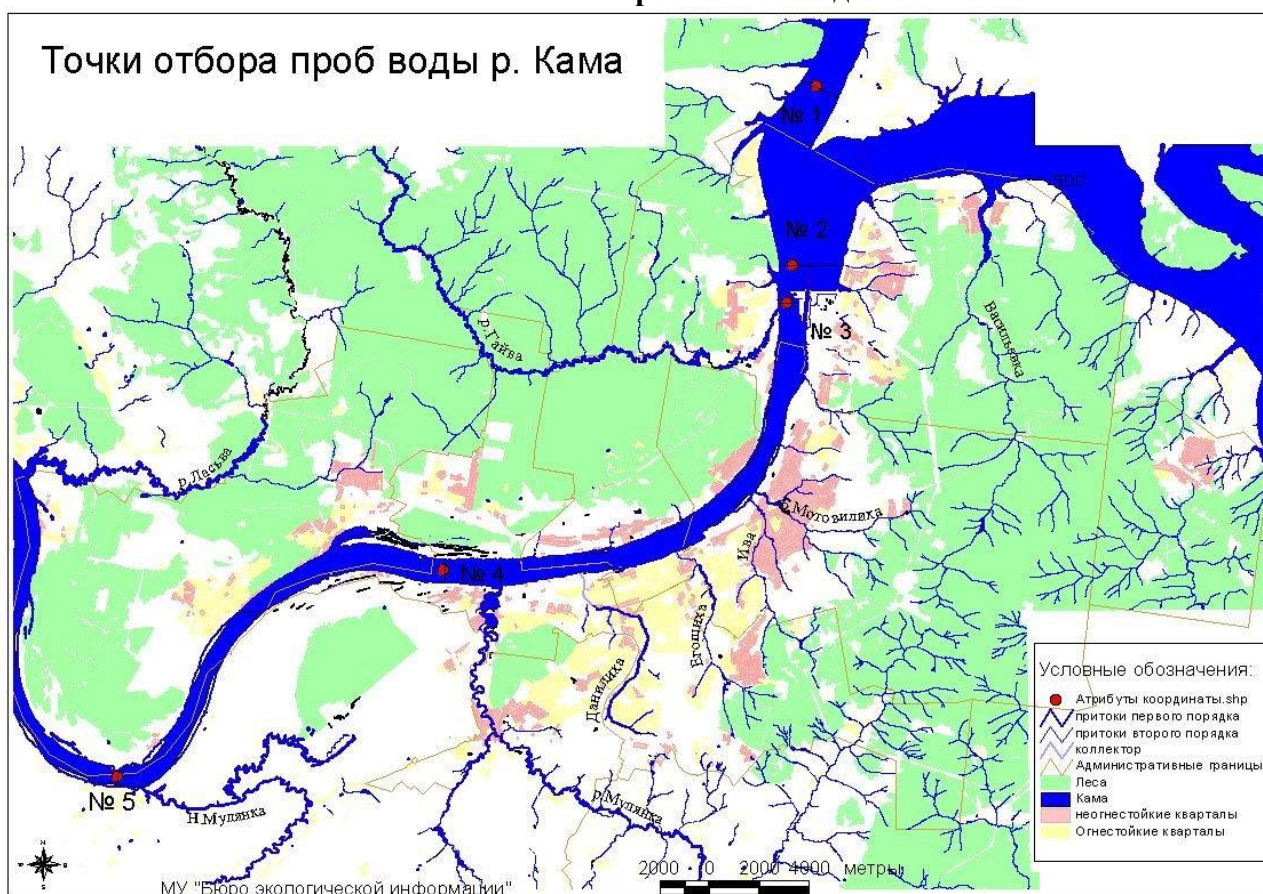 Точки отбора проб воды р. Кама
№ 1
№ 2
№ 3
р.Гайва
Васильевка
р.Ласьва
Мотовилиха
Ива
№ 4
Егошиха
Данилиха
№ 5
Н.Мулянка
р.Мулянка
Условные обозначения:
Атрибуты координаты.shp
притоки первого порядка
притоки второго порядка
коллектор
Административные границы
Леса
Кама
неогнестойкие кварталы
Огнестойкие кварталы
2000 0 2000 4000 метры
МУ "Бюро экологической информации"